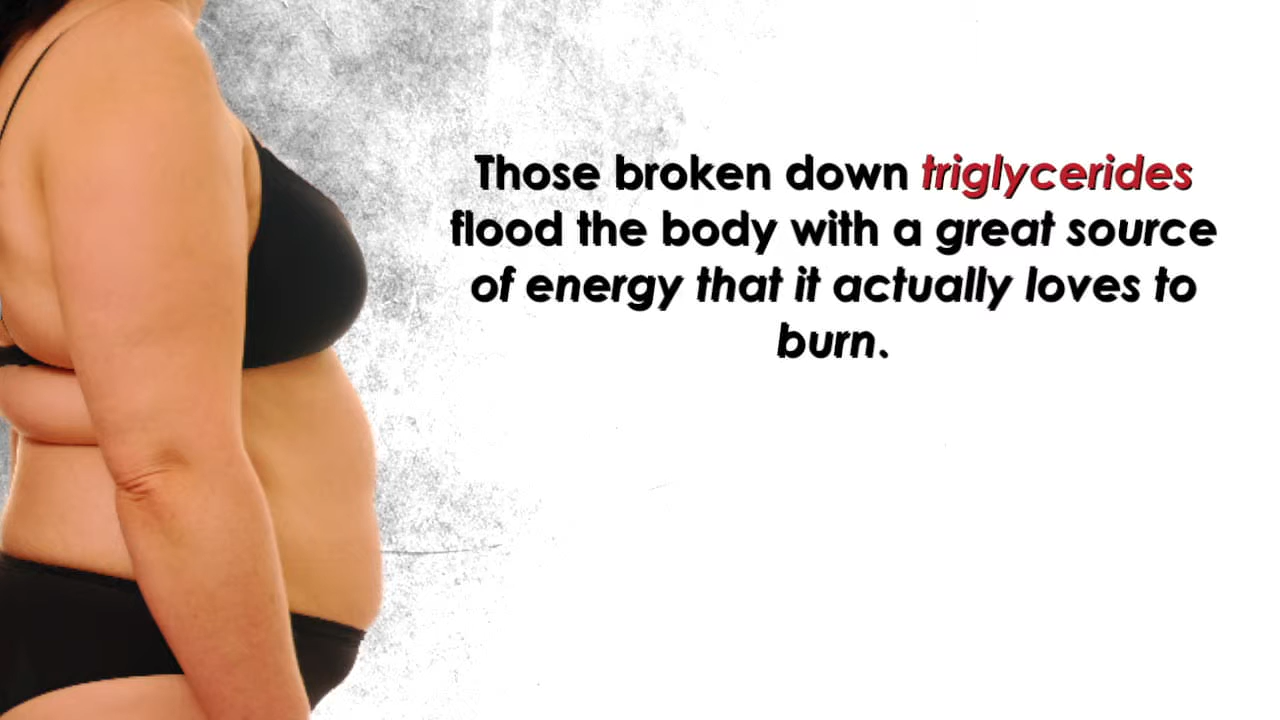 Those broken down triglycerides
flood the body with a great source
of energy that it actually loves to
burn.